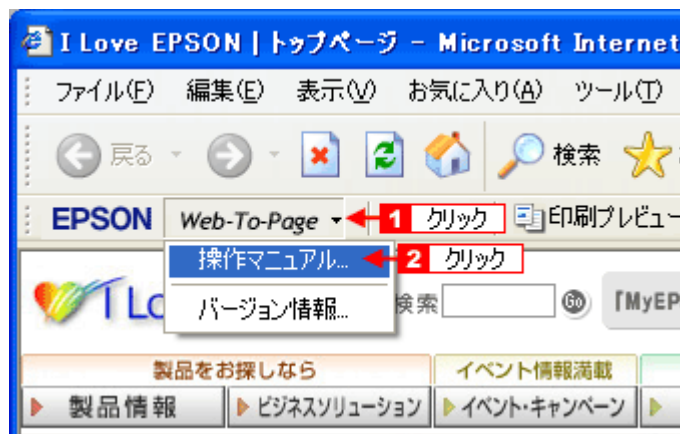 I Love EPSON | トップページ - Microsoft Internet
ファイル(F) 編集(E) 表示(V) お気に入り(A) ツール(T)
戻る 検索
EPSON Web-To-Page 1 クリック 印刷プレビュー
操作マニュアル... 2 クリック
I Lo 検索 Go 「MyEP
バージョン情報...
製品をお探しなら イベント情報満載
製品情報 ビジネスソリューション イベント・キャンペーン